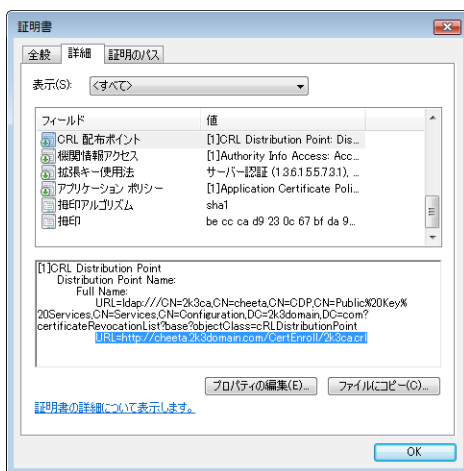 証明書
全般 詳細 証明のパス
表示(S): <すべて>
フィールド 値
CRL 配布ポイント [1]CRL Distribution Point: Dis...
機関情報アクセス [1]Authority Info Access: Acc...
拡張キー使用法 サーバー認証 (1.3.6.1.5.5.7.3.1), ...
アプリケーション ポリシー [1]Application Certificate Poli...
拇印アルゴリズム sha1
拇印 be cc ca d9 23 0c 67 bf da 9...
[1]CRL Distribution Point
Distribution Point Name:
Full Name:
URL=ldap:///CN=2k3ca,CN=cheeta,CN=CDP,CN=Public%20Key%
20Services,CN=Services,CN=Configuration,DC=2k3domain,DC=com?
certificateRevocationList?base?objectClass=cRLDistributionPoint
URL=http://cheeta.2k3domain.com/CertEnroll/2k3ca.crl
プロパティの編集(E)... ファイルにコピー(C)...
証明書の詳細について表示します。
OK